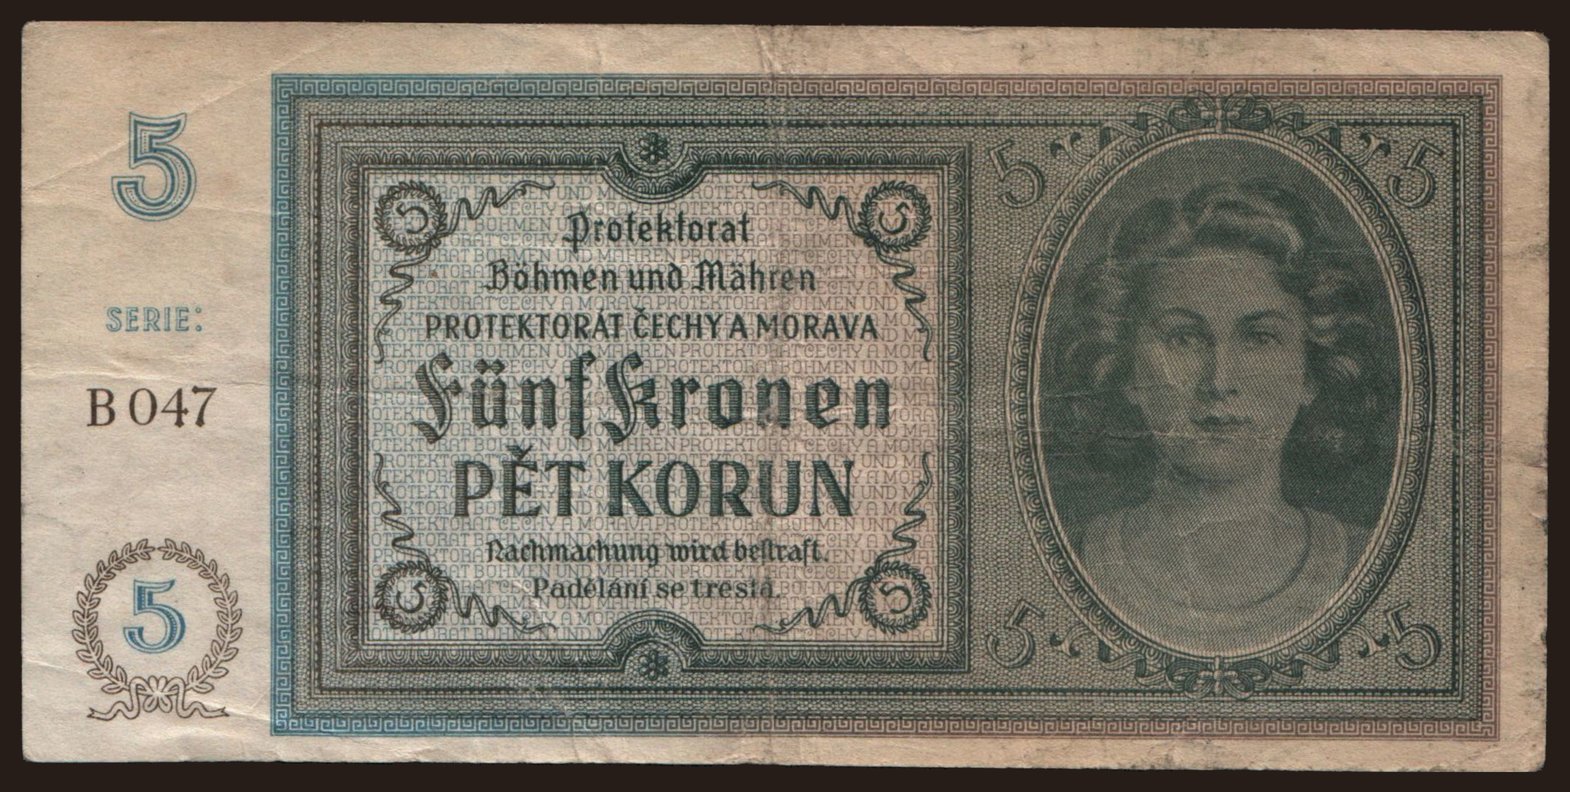 5
SERIE:
B 047
5
5 5
Protektorat
Böhmen und Mähren
PROTEKTORÁT ČECHY A MORAVA
Fünf Kronen
PĚT KORUN
Nachmachung wird bestraft.
Padělání se trestá.
5 5
5 5
5 5